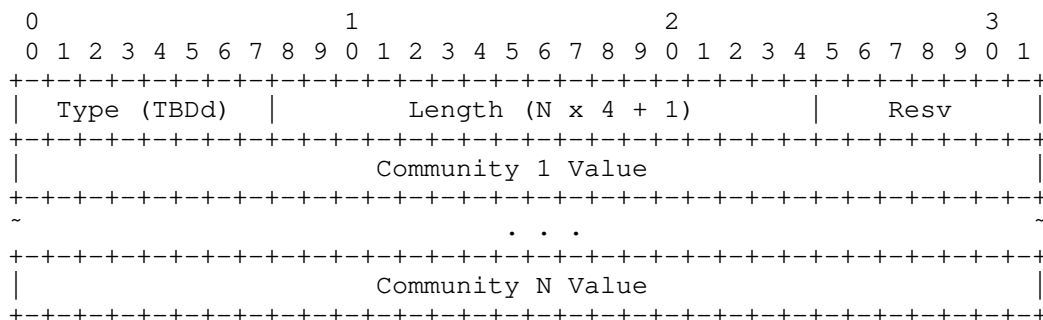 0                   1                   2                   3
 0 1 2 3 4 5 6 7 8 9 0 1 2 3 4 5 6 7 8 9 0 1 2 3 4 5 6 7 8 9 0 1
+-+-+-+-+-+-+-+-+-+-+-+-+-+-+-+-+-+-+-+-+-+-+-+-+-+-+-+-+-+-+-+-+
|  Type (TBDd)  |        Length (N x 4 + 1)       |    Resv     |
+-+-+-+-+-+-+-+-+-+-+-+-+-+-+-+-+-+-+-+-+-+-+-+-+-+-+-+-+-+-+-+-+
|                      Community 1 Value                        |
+-+-+-+-+-+-+-+-+-+-+-+-+-+-+-+-+-+-+-+-+-+-+-+-+-+-+-+-+-+-+-+-+
~                              . . .                            ~
+-+-+-+-+-+-+-+-+-+-+-+-+-+-+-+-+-+-+-+-+-+-+-+-+-+-+-+-+-+-+-+-+
|                      Community N Value                        |
+-+-+-+-+-+-+-+-+-+-+-+-+-+-+-+-+-+-+-+-+-+-+-+-+-+-+-+-+-+-+-+-+